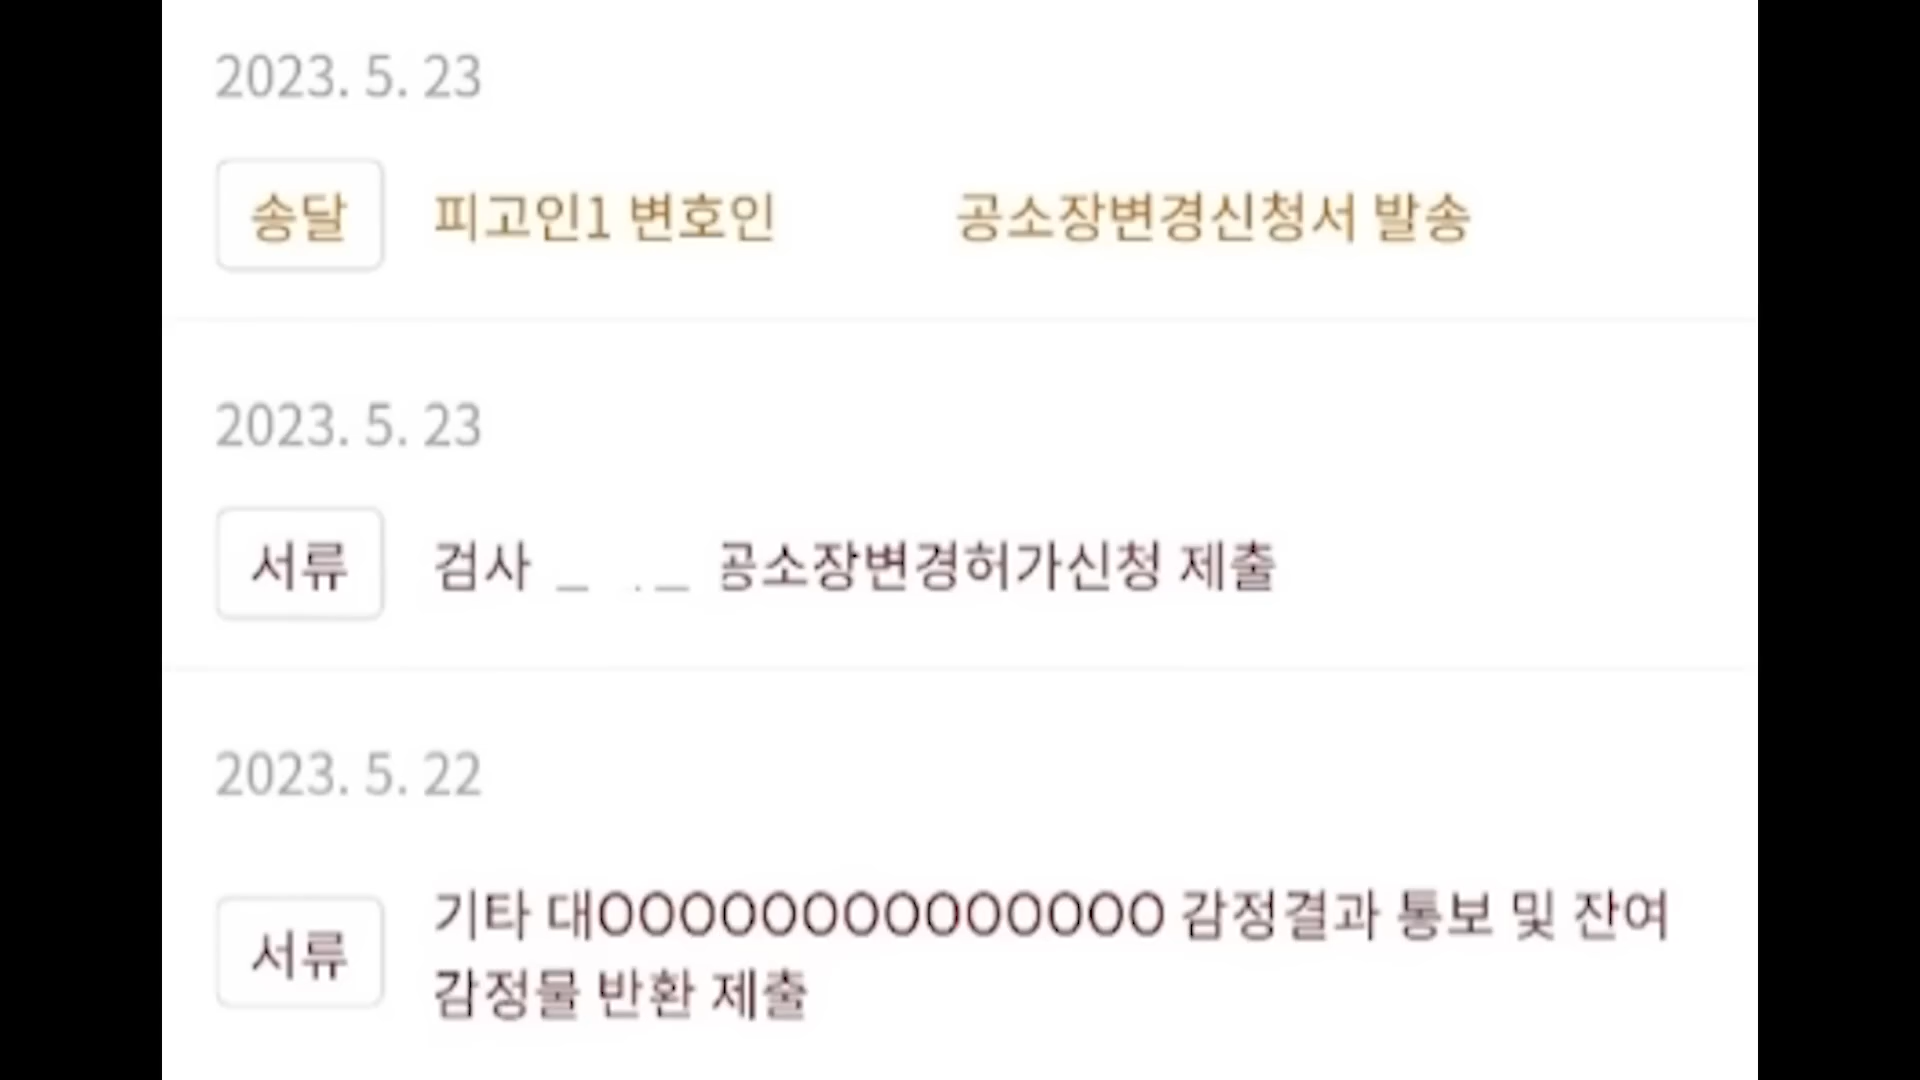 2023. 5. 23
송달 피고인1 변호인 공소장변경신청서 발송
2023. 5. 23
서류 검사 공소장변경허가신청 제출
2023. 5. 22
서류 기타 대OOOOOOOOOOOOOO 감정결과 통보 및 잔여
감정물 반환 제출